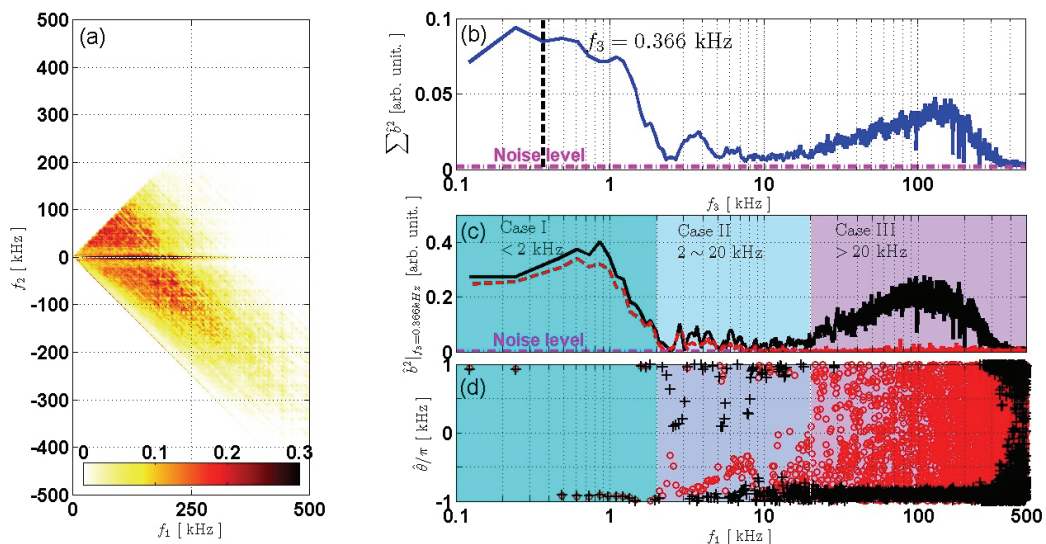 (a)
500
400
300
200
100
0
-100
-200
-300
-400
500
f₂ [ kHz ]
0 0.1 0.2 0.3
0 250 500
f₁ [ kHz ]
(b)
f₃ = 0.366 kHz
0.1
0.05
0
∑b̂² [arb. unit.]
Noise level
0.1 1 10 100
f₃ [ kHz ]
(c)
Case I
< 2 kHz
Case II
2 ∼ 20 kHz
Case III
> 20 kHz
0.4
0.2
0
b̂²|f₃=0.366kHz [arb. unit.]
Noise level
(d)
1
0
-1
θ̂/π [ kHz ]
0.1 1 10 100 500
f₁ [ kHz ]